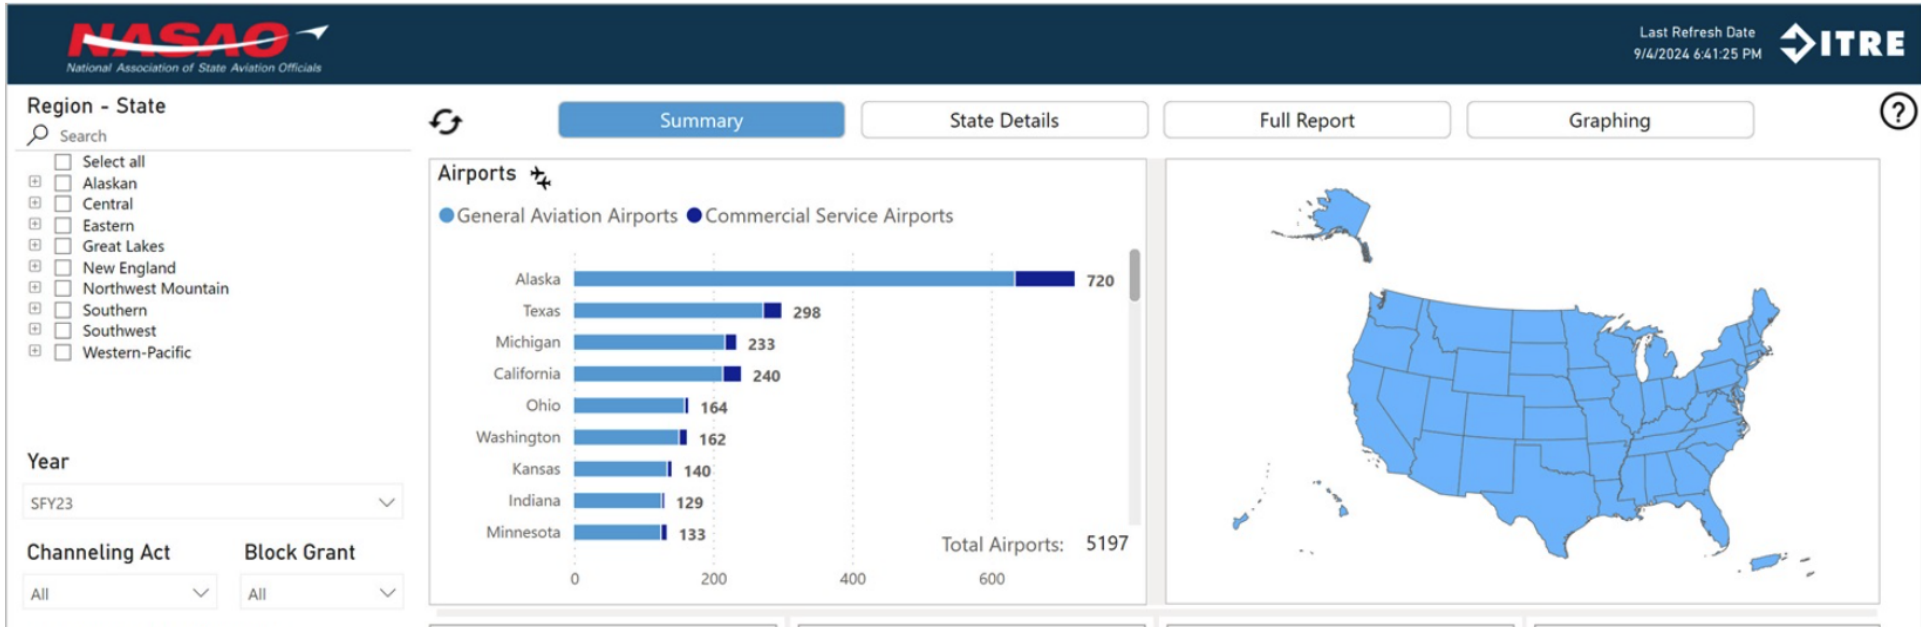 NASAO
National Association of State Aviation Officials
Last Refresh Date
9/4/2024 6:41:25 PM
ITRE
Region - State
Search
Select all
Alaskan
Central
Eastern
Great Lakes
New England
Northwest Mountain
Southern
Southwest
Western-Pacific
Year
SFY23
Channeling Act
Block Grant
All
All
Summary
State Details
Full Report
Graphing
?
Airports
General Aviation Airports
Commercial Service Airports
Alaska 720
Texas 298
Michigan 233
California 240
Ohio 164
Washington 162
Kansas 140
Indiana 129
Minnesota 133
Total Airports: 5197
0 200 400 600